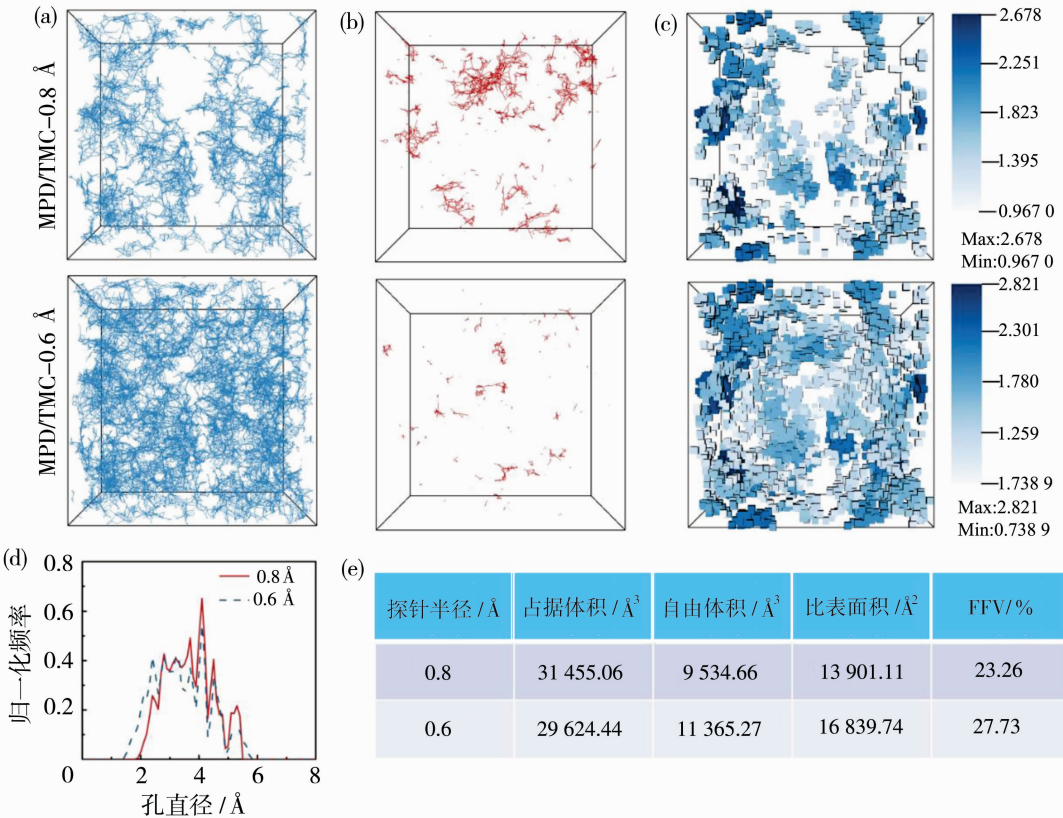 (a)
(b)
(c)
MPD/TMC-0.8 Å
2.678
2.251
1.823
1.395
0.967 0
Max:2.678
Min:0.967 0
MPD/TMC-0.6 Å
2.821
2.301
1.780
1.259
1.738 9
Max:2.821
Min:0.738 9
(d)
0.8
0.6
0.4
0.2
0
2
4
6
8
0.8 Å
0.6 Å
归一化频率
孔直径 /Å
(e)
探针半径 /Å 占据体积 /Å³ 自由体积 /Å³ 比表面积 /Å² FFV/%
0.8 31 455.06 9 534.66 13 901.11 23.26
0.6 29 624.44 11 365.27 16 839.74 27.73